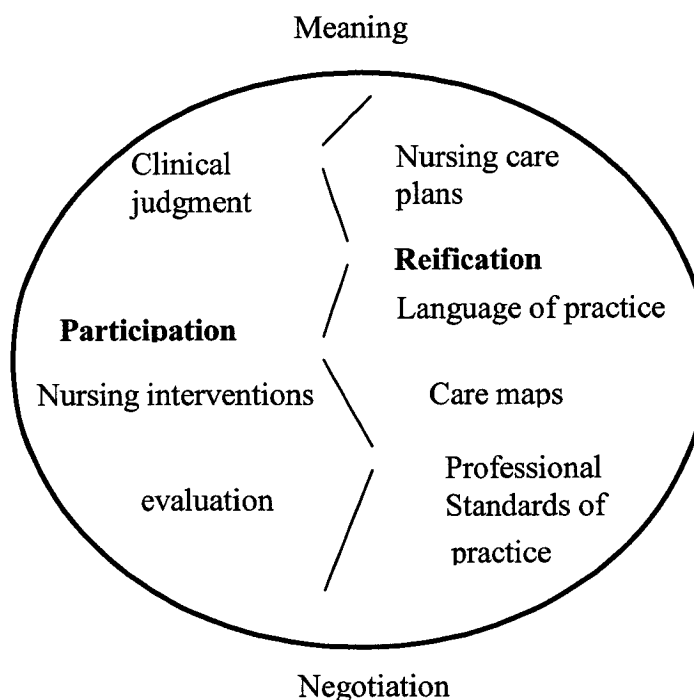 Meaning
Clinical
judgment
Participation
Nursing interventions
evaluation
Nursing care
plans
Reification
Language of practice
Care maps
Professional
Standards of
practice
Negotiation